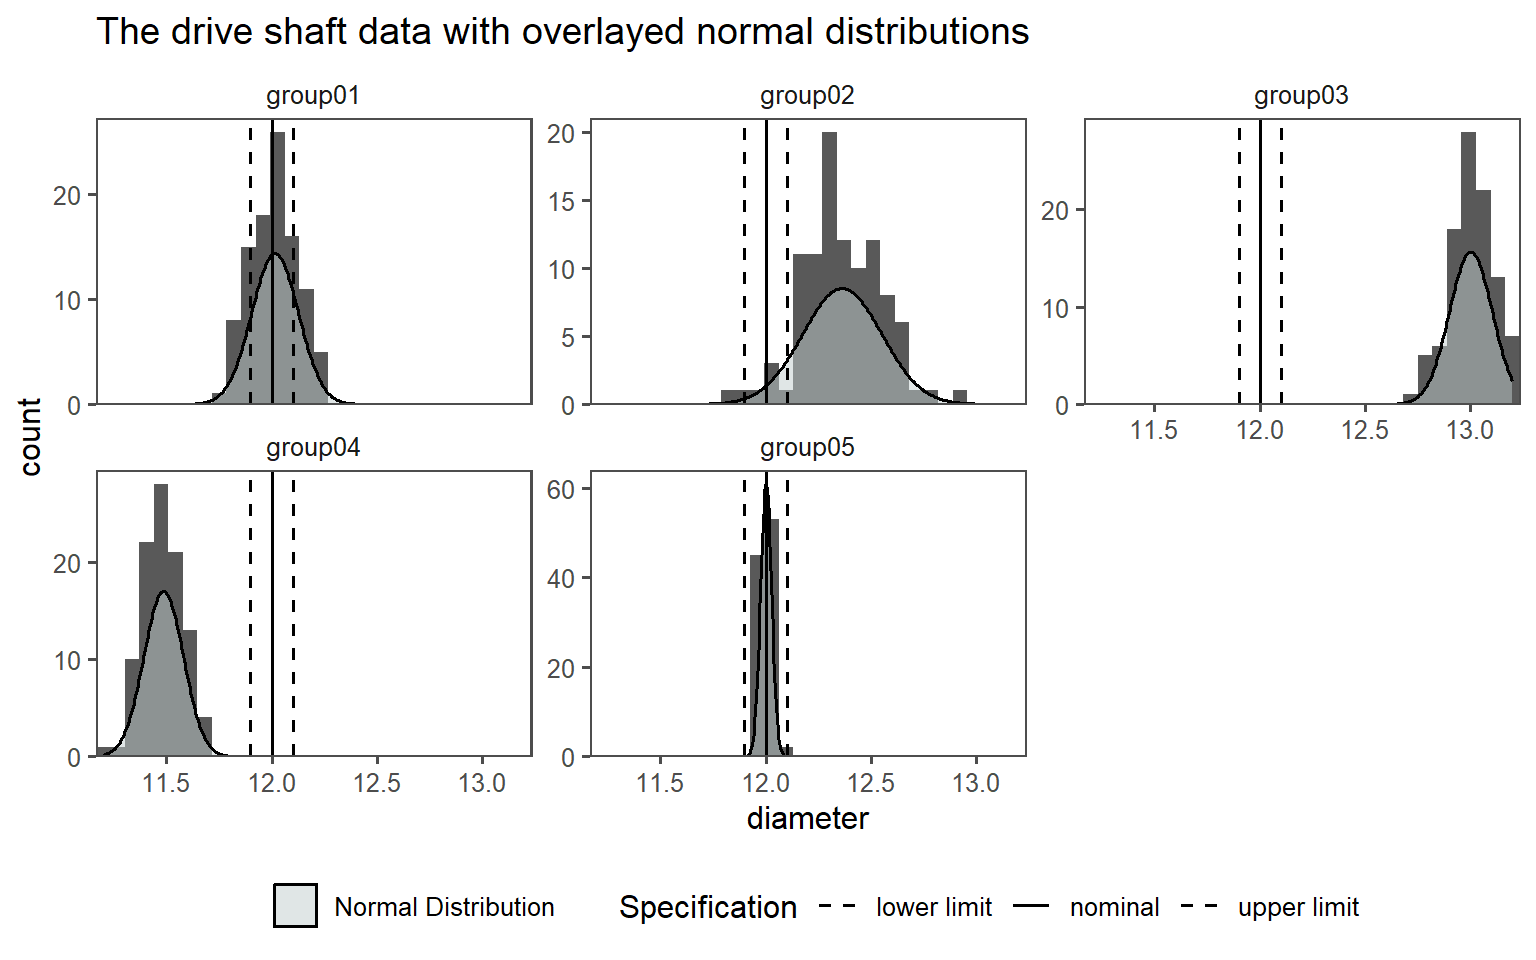 The drive shaft data with overlayed normal distributions
group01 group02 group03
20
10
0
20
15
10
5
0
20
10
0
11.5 12.0 12.5 13.0
count
group04 group05
20
10
0
60
40
20
0
11.5 12.0 12.5 13.0
11.5 12.0 12.5 13.0
diameter
Normal Distribution Specification lower limit nominal upper limit